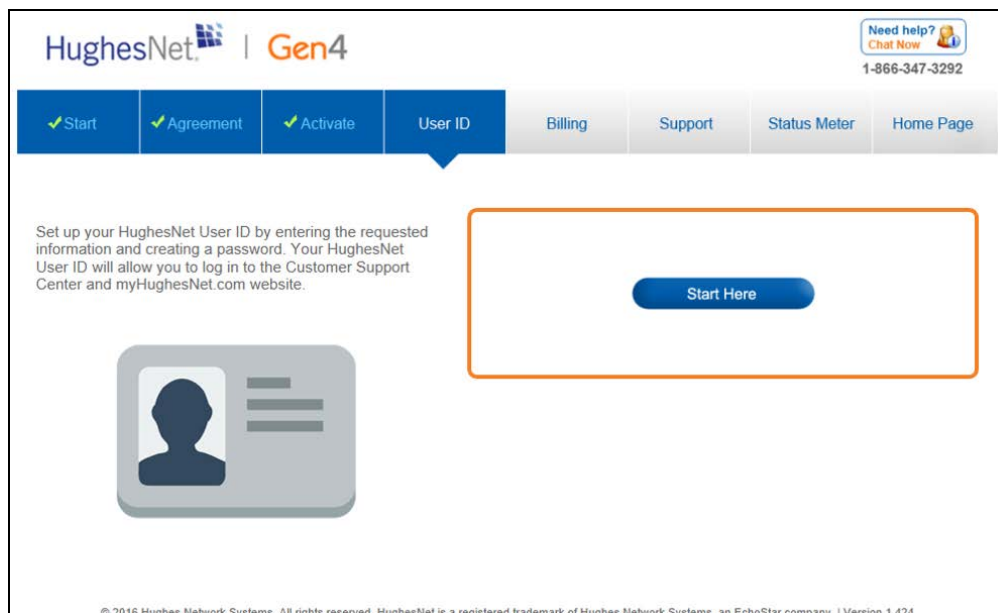 HughesNet. | Gen4
Need help?
Chat Now
1-866-347-3292
Start Agreement Activate User ID Billing Support Status Meter Home Page
Set up your HughesNet User ID by entering the requested
information and creating a password. Your HughesNet
User ID will allow you to log in to the Customer Support
Center and myHughesNet.com website.
Start Here
© 2016 Hughes Network Systems. All rights reserved. HughesNet is a registered trademark of Hughes Network Systems, an EchoStar company. | Version 1.424